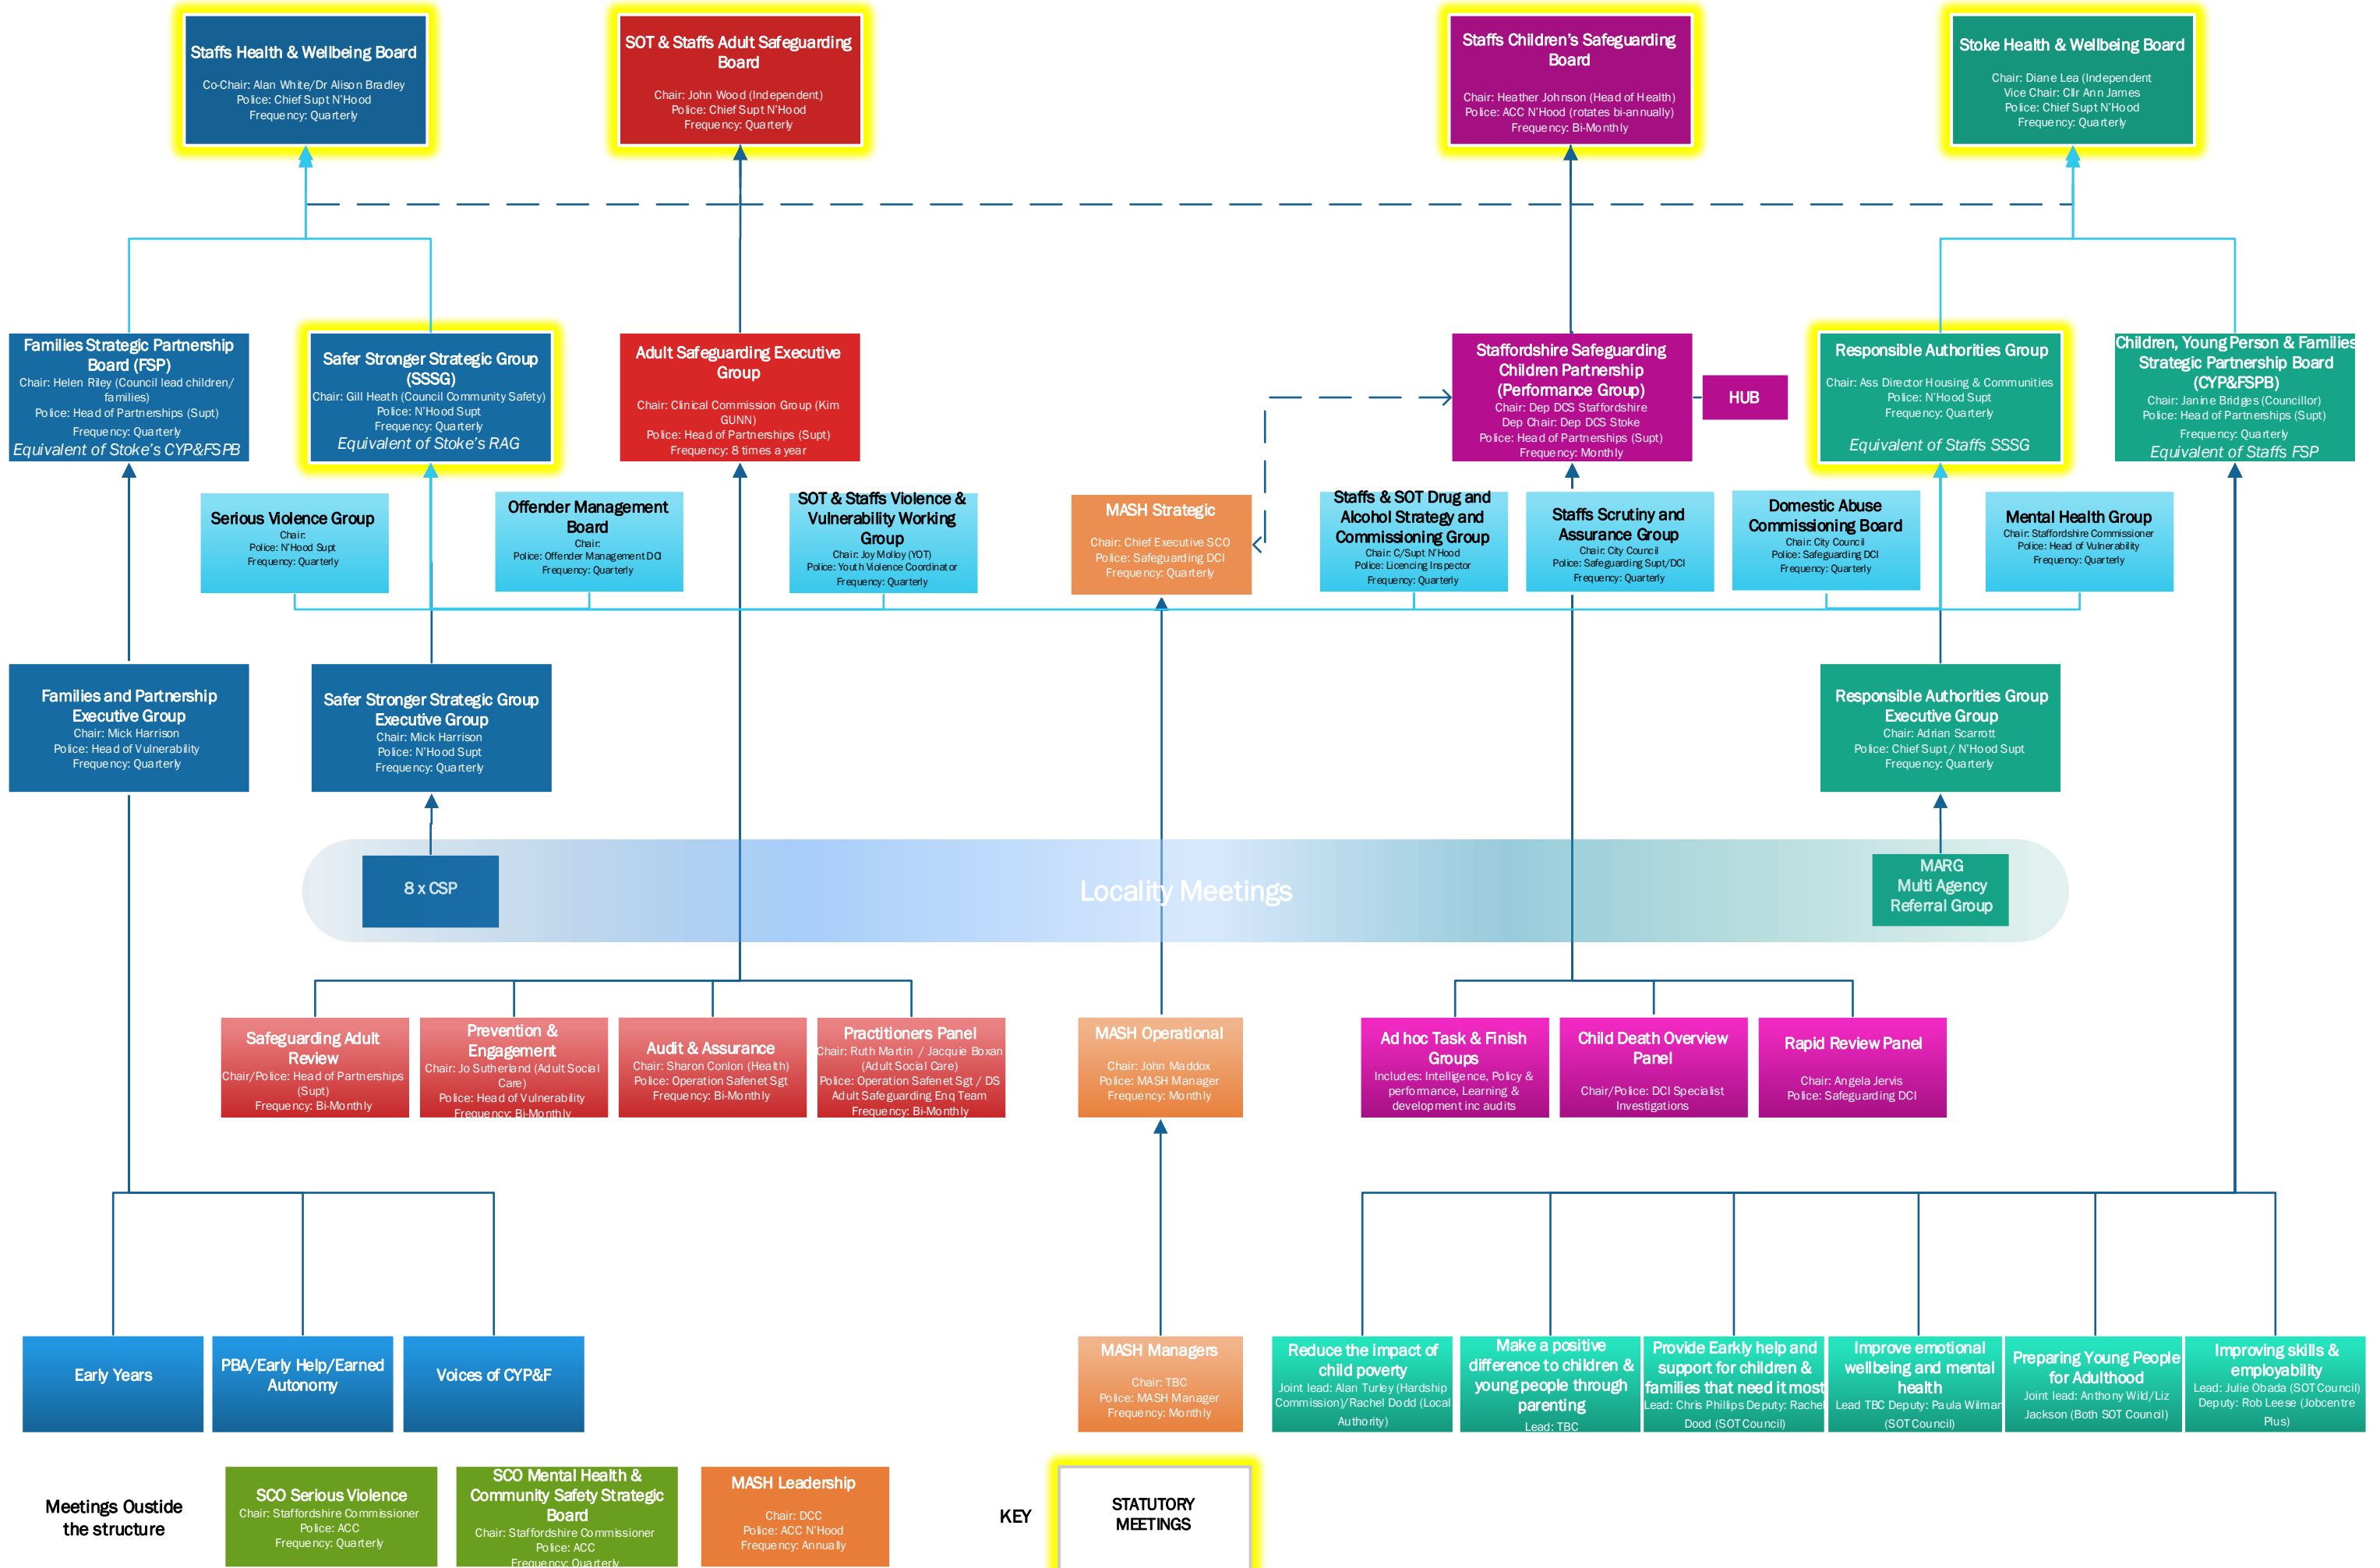 Staffs Health & Wellbeing Board
Co-Chair: Alan White/Dr Alison Bradley
Police: Chief Supt N'Hood
Frequency: Quarterly
SOT & Staffs Adult Safeguarding
Board
Chair: John Wood (Independent)
Police: Chief Supt N'Hood
Frequency: Quarterly
Staffs Children's Safeguarding
Board
Chair: Heather Johnson (Head of Health)
Police: ACC N'Hood (rotates bi-annually)
Frequency: Bi-Monthly
Stoke Health & Wellbeing Board
Chair: Diane Lea (Independent
Vice Chair: Cllr Ann James
Police: Chief Supt N'Hood
Frequency: Quarterly
Families Strategic Partnership
Board (FSP)
Chair: Helen Riley (Council lead children/
families)
Police: Head of Partnerships (Supt)
Frequency: Quarterly
Equivalent of Stoke's CYP&FSPB
Safer Stronger Strategic Group
(SSSG)
Chair: Gill Heath (Council Community Safety)
Police: N'Hood Supt
Frequency: Quarterly
Equivalent of Stoke's RAG
Adult Safeguarding Executive
Group
Chair: Clinical Commission Group (Kim
GUNN)
Police: Head of Partnerships (Supt)
Frequency: 8 times a year
Staffordshire Safeguarding
Children Partnership
(Performance Group)
Chair: Dep DCS Staffordshire
Dep Chair: Dep DCS Stoke
Police: Head of Partnerships (Supt)
Frequency: Monthly
HUB
Responsible Authorities Group
Chair: Ass Director Housing & Communities
Police: N'Hood Supt
Frequency: Quarterly
Equivalent of Staffs SSSG
Children, Young Person & Families
Strategic Partnership Board
(CYP&FSPB)
Chair: Janine Bridges (Councillor)
Police: Head of Partnerships (Supt)
Frequency: Quarterly
Equivalent of Staffs FSP
Serious Violence Group
Chair:
Police: N'Hood Supt
Frequency: Quarterly
Offender Management
Board
Chair:
Police: Offender Management DCI
Frequency: Quarterly
SOT & Staffs Violence &
Vulnerability Working
Group
Chair: Joy Molloy (YOT)
Police: Youth Violence Coordinator
Frequency: Quarterly
MASH Strategic
Chair: Chief Executive SCO
Police: Safeguarding DCI
Frequency: Quarterly
Staffs & SOT Drug and
Alcohol Strategy and
Commissioning Group
Chair: C/Supt N'Hood
Police: Licencing Inspector
Frequency: Quarterly
Staffs Scrutiny and
Assurance Group
Chair: City Council
Police: Safeguarding Supt/DCI
Frequency: Quarterly
Domestic Abuse
Commissioning Board
Chair: City Council
Police: Safeguarding DCI
Frequency: Quarterly
Mental Health Group
Chair: Staffordshire Commissioner
Police: Head of Vulnerability
Frequency: Quarterly
Families and Partnership
Executive Group
Chair: Mick Harrison
Police: Head of Vulnerability
Frequency: Quarterly
Safer Stronger Strategic Group
Executive Group
Chair: Mick Harrison
Police: N'Hood Supt
Frequency: Quarterly
Responsible Authorities Group
Executive Group
Chair: Adrian Scarrott
Police: Chief Supt / N'Hood Supt
Frequency: Quarterly
8 x CSP
Locality Meetings
MARG
Multi Agency
Referral Group
Safeguarding Adult
Review
Chair/Police: Head of Partnerships
(Supt)
Frequency: Bi-Monthly
Prevention &
Engagement
Chair: Jo Sutherland (Adult Social
Care)
Police: Head of Vulnerability
Frequency: Bi-Monthly
Audit & Assurance
Chair: Sharon Conlon (Health)
Police: Operation Safenet Sgt
Frequency: Bi-Monthly
Practitioners Panel
Chair: Ruth Martin / Jacquie Boxan
(Adult Social Care)
Police: Operation Safenet Sgt / DS
Adult Safeguarding Enq Team
Frequency: Bi-Monthly
MASH Operational
Chair: John Maddox
Police: MASH Manager
Frequency: Monthly
Ad hoc Task & Finish
Groups
Includes: Intelligence, Policy &
performance, Learning &
development inc audits
Child Death Overview
Panel
Chair/Police: DCI Specialist
Investigations
Rapid Review Panel
Chair: Angela Jervis
Police: Safeguarding DCI
Early Years
PBA/Early Help/Earned
Autonomy
Voices of CYP&F
MASH Managers
Chair: TBC
Police: MASH Manager
Frequency: Monthly
Reduce the impact of
child poverty
Joint lead: Alan Turley (Hardship
Commission)/Rachel Dodd (Local
Authority)
Make a positive
difference to children &
young people through
parenting
Lead: TBC
Provide Earkly help and
support for children &
families that need it most
Lead: Chris Phillips Deputy: Rachel
Dood (SOT Council)
Improve emotional
wellbeing and mental
health
Lead TBC Deputy: Paula Wilman
(SOT Council)
Preparing Young People
for Adulthood
Joint lead: Anthony Wild/Liz
Jackson (Both SOT Council)
Improving skills &
employability
Lead: Julie Obada (SOT Council)
Deputy: Rob Leese (Jobcentre
Plus)
Meetings Oustide
the structure
SCO Serious Violence
Chair: Staffordshire Commissioner
Police: ACC
Frequency: Quarterly
SCO Mental Health &
Community Safety Strategic
Board
Chair: Staffordshire Commissioner
Police: ACC
Frequency: Quarterly
MASH Leadership
Chair: DCC
Police: ACC N'Hood
Frequency: Annually
KEY
STATUTORY
MEETINGS